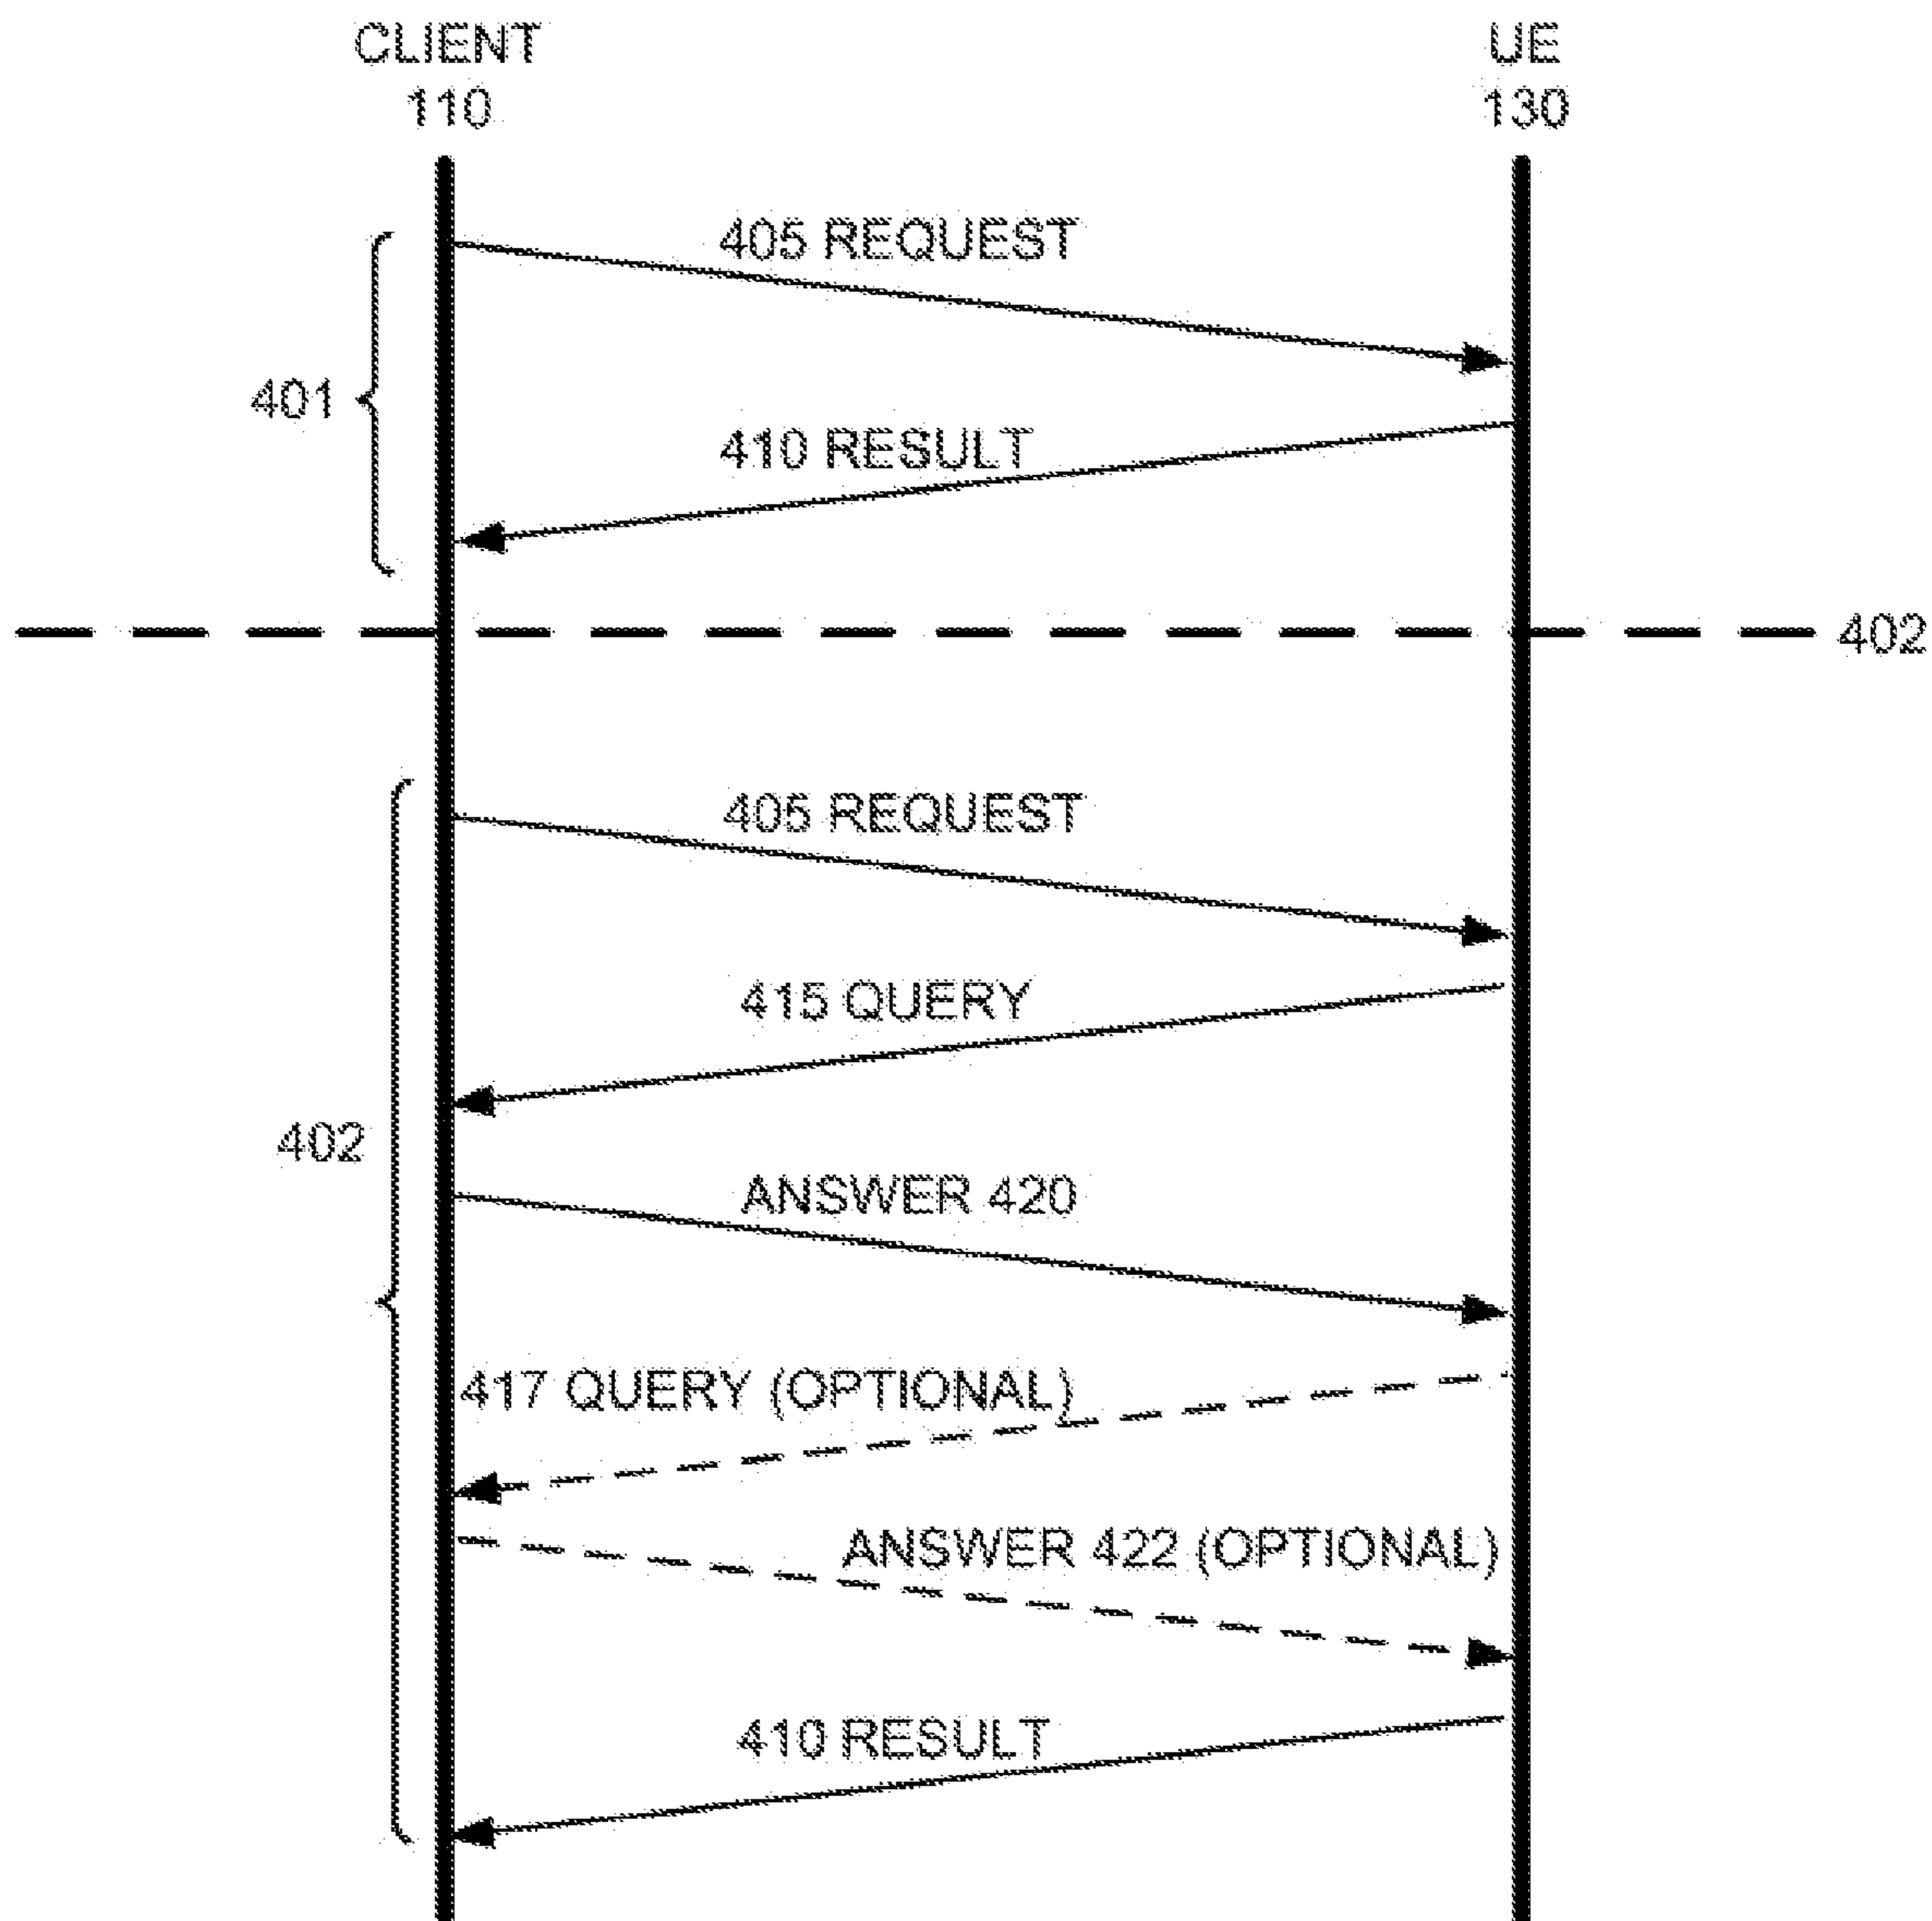 CLIENT
110
UE
130
405 REQUEST
401
410 RESULT
402
405 REQUEST
415 QUERY
402
ANSWER 420
417 QUERY (OPTIONAL)
ANSWER 422 (OPTIONAL)
410 RESULT